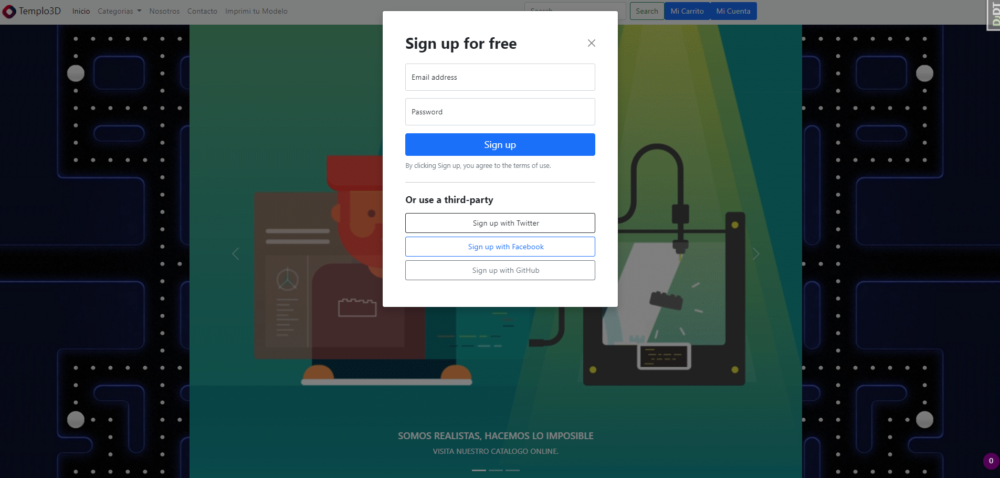 Templo3D Inicio Categorias Nosotros Contacto Imprimi tu Modelo Search Search Mi Carrito Mi Cuenta
DjDT
Sign up for free
Email address
Password
Sign up
By clicking Sign up, you agree to the terms of use.
Or use a third-party
Sign up with Twitter
Sign up with Facebook
Sign up with GitHub
SOMOS REALISTAS, HACEMOS LO IMPOSIBLE
VISITA NUESTRO CATALOGO ONLINE.
0